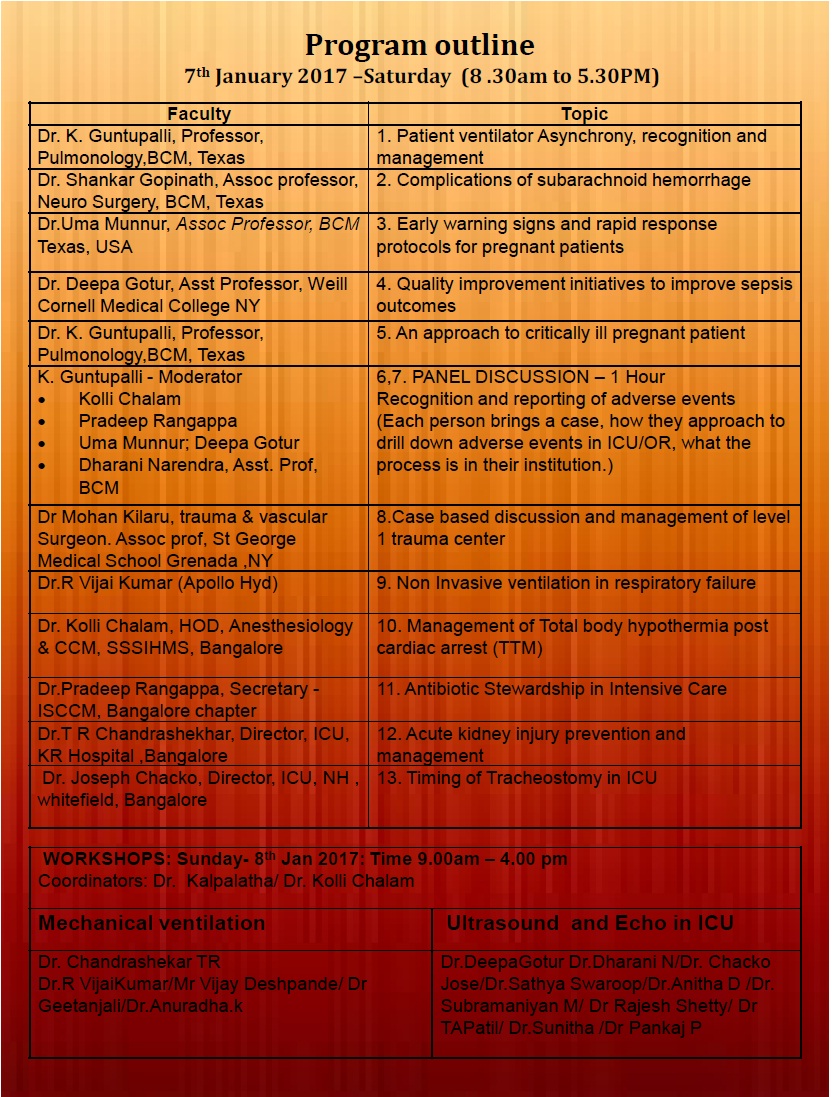 Program outline
7th January 2017 –Saturday (8 .30am to 5.30PM)
Faculty
Topic
Dr. K. Guntupalli, Professor,
Pulmonology,BCM, Texas
1. Patient ventilator Asynchrony, recognition and
management
Dr. Shankar Gopinath, Assoc professor,
Neuro Surgery, BCM, Texas
2. Complications of subarachnoid hemorrhage
Dr.Uma Munnur, Assoc Professor, BCM
Texas, USA
3. Early warning signs and rapid response
protocols for pregnant patients
Dr. Deepa Gotur, Asst Professor, Weill
Cornell Medical College NY
4. Quality improvement initiatives to improve sepsis
outcomes
Dr. K. Guntupalli, Professor,
Pulmonology,BCM, Texas
5. An approach to critically ill pregnant patient
K. Guntupalli - Moderator
• Kolli Chalam
• Pradeep Rangappa
• Uma Munnur; Deepa Gotur
• Dharani Narendra, Asst. Prof,
BCM
6,7. PANEL DISCUSSION – 1 Hour
Recognition and reporting of adverse events
(Each person brings a case, how they approach to
drill down adverse events in ICU/OR, what the
process is in their institution.)
Dr Mohan Kilaru, trauma & vascular
Surgeon. Assoc prof, St George
Medical School Grenada ,NY
8.Case based discussion and management of level
1 trauma center
Dr.R Vijai Kumar (Apollo Hyd)
9. Non Invasive ventilation in respiratory failure
Dr. Kolli Chalam, HOD, Anesthesiology
& CCM, SSSIHMS, Bangalore
10. Management of Total body hypothermia post
cardiac arrest (TTM)
Dr.Pradeep Rangappa, Secretary -
ISCCM, Bangalore chapter
11. Antibiotic Stewardship in Intensive Care
Dr.T R Chandrashekhar, Director, ICU,
KR Hospital ,Bangalore
12. Acute kidney injury prevention and
management
Dr. Joseph Chacko, Director, ICU, NH ,
whitefield, Bangalore
13. Timing of Tracheostomy in ICU
WORKSHOPS: Sunday- 8th Jan 2017: Time 9.00am – 4.00 pm
Coordinators: Dr. Kalpalatha/ Dr. Kolli Chalam
Mechanical ventilation
Ultrasound and Echo in ICU
Dr. Chandrashekar TR
Dr.R VijaiKumar/Mr Vijay Deshpande/ Dr
Geetanjali/Dr.Anuradha.k
Dr.DeepaGotur Dr.Dharani N/Dr. Chacko
Jose/Dr.Sathya Swaroop/Dr.Anitha D /Dr.
Subramaniyan M/ Dr Rajesh Shetty/ Dr
TAPatil/ Dr.Sunitha /Dr Pankaj P